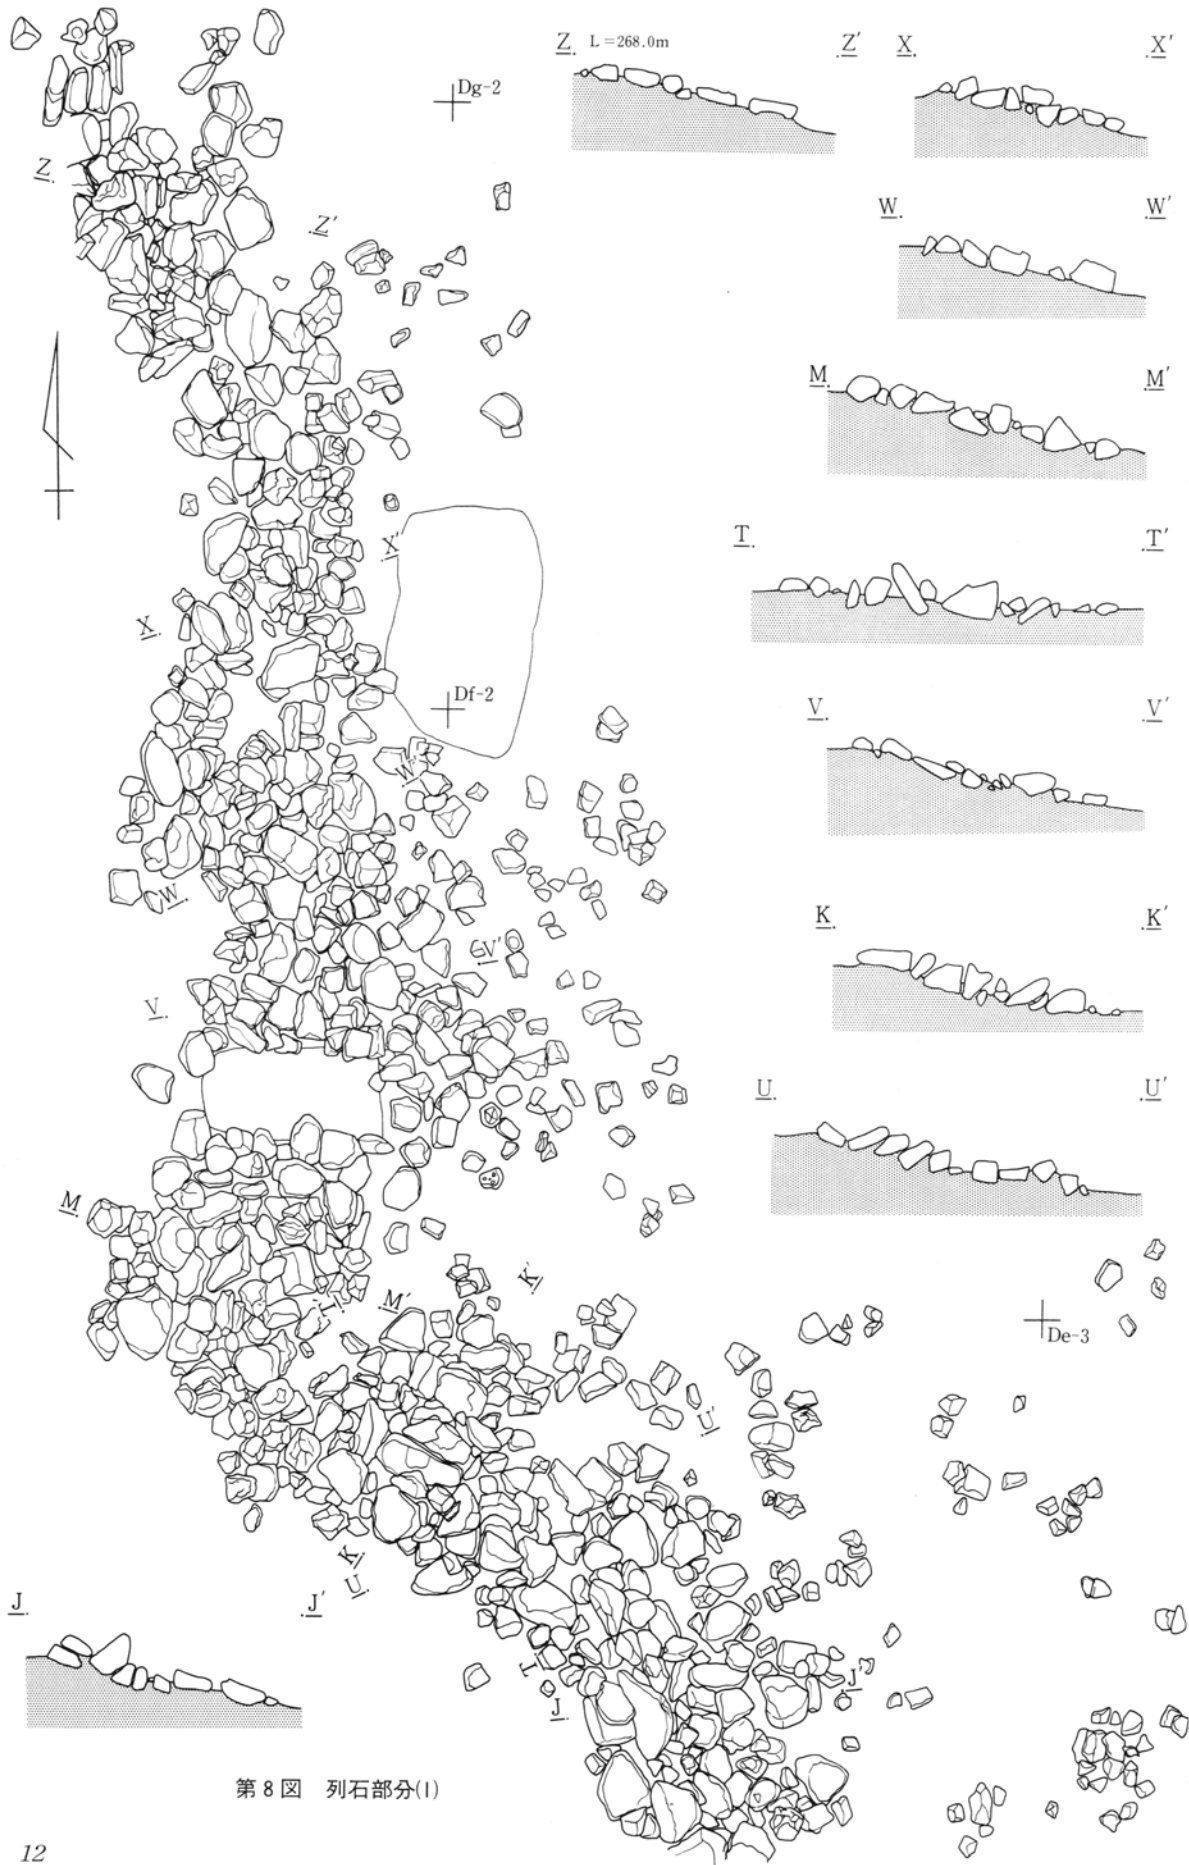 Z. L=268.0m .Z′ X. .X′
Dg-2
Z.
W. .W′
.Z′
M. .M′
T. .T′
.X′
X.
Df-2
V. .V′
W′
W.
K. .K′
.V′
V.
U. .U′
M.
K′
T
M′
De-3
.U′
K.
U.
J. .J′
T
J′
J.
第8図 列石部分(1)
12